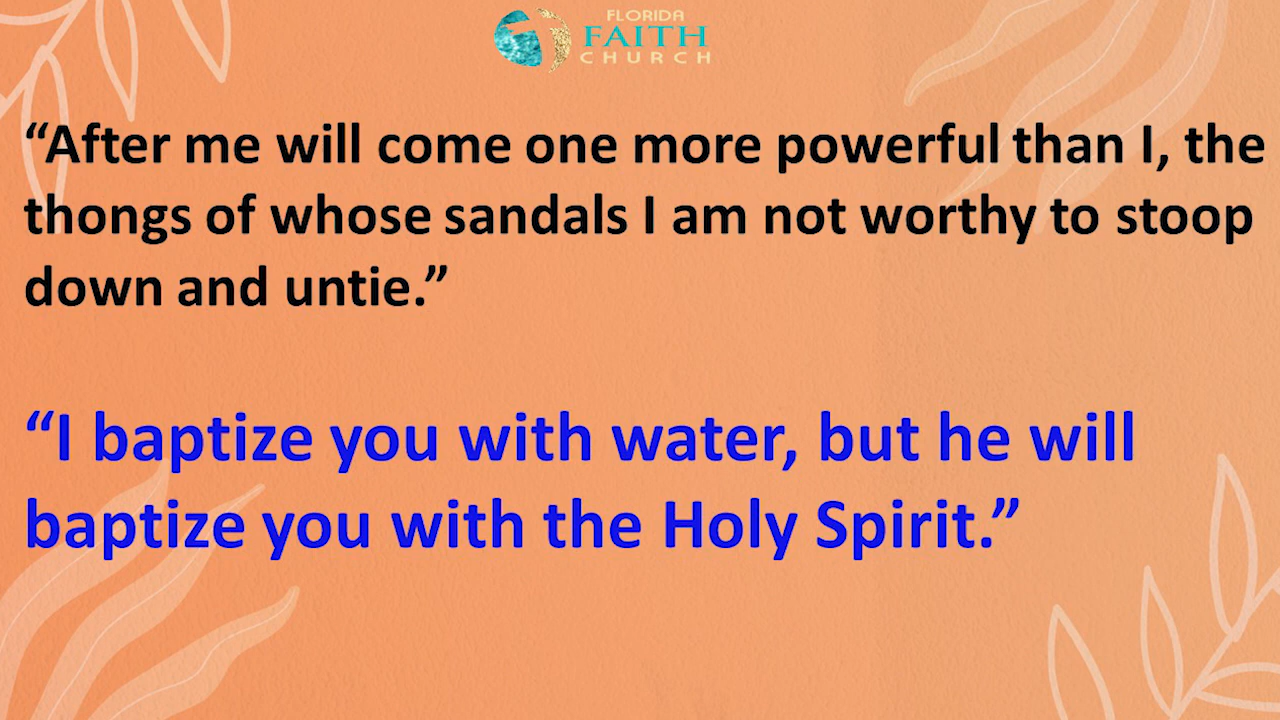 FLORIDA
FAITH
CHURCH
“After me will come one more powerful than I, the
thongs of whose sandals I am not worthy to stoop
down and untie.”
“I baptize you with water, but he will
baptize you with the Holy Spirit.”